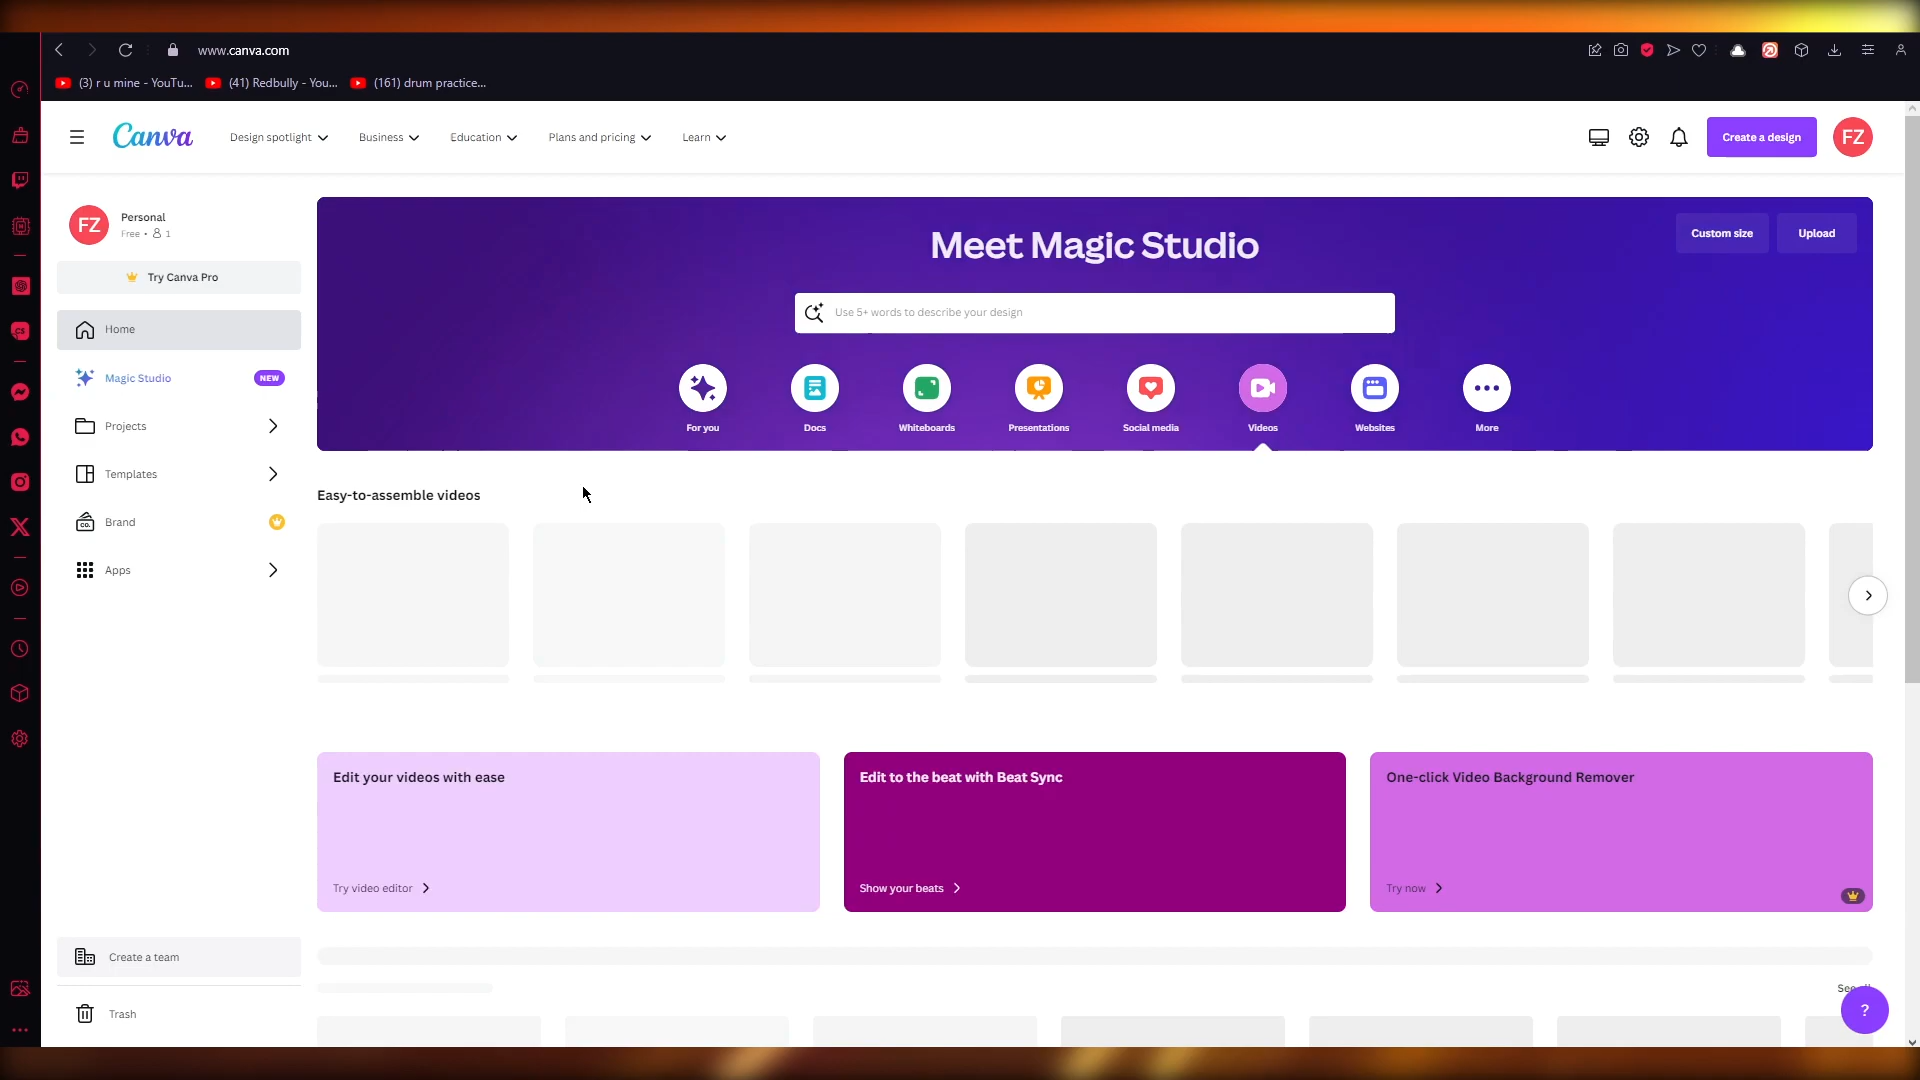 www.canva.com
(3) r u mine - YouTu...
(41) Redbully - You...
(161) drum practice...
Canva
Design spotlight
Business
Education
Plans and pricing
Learn
Create a design
FZ
FZ
Personal
Free • 1
Try Canva Pro
Home
Magic Studio
NEW
Projects
Templates
CO.
Brand
Apps
Create a team
Trash
Meet Magic Studio
Custom size
Upload
Use 5+ words to describe your design
For you
Docs
Whiteboards
Presentations
Social media
Videos
Websites
More
Easy-to-assemble videos
Edit your videos with ease
Try video editor
Edit to the beat with Beat Sync
Show your beats
One-click Video Background Remover
Try now
?